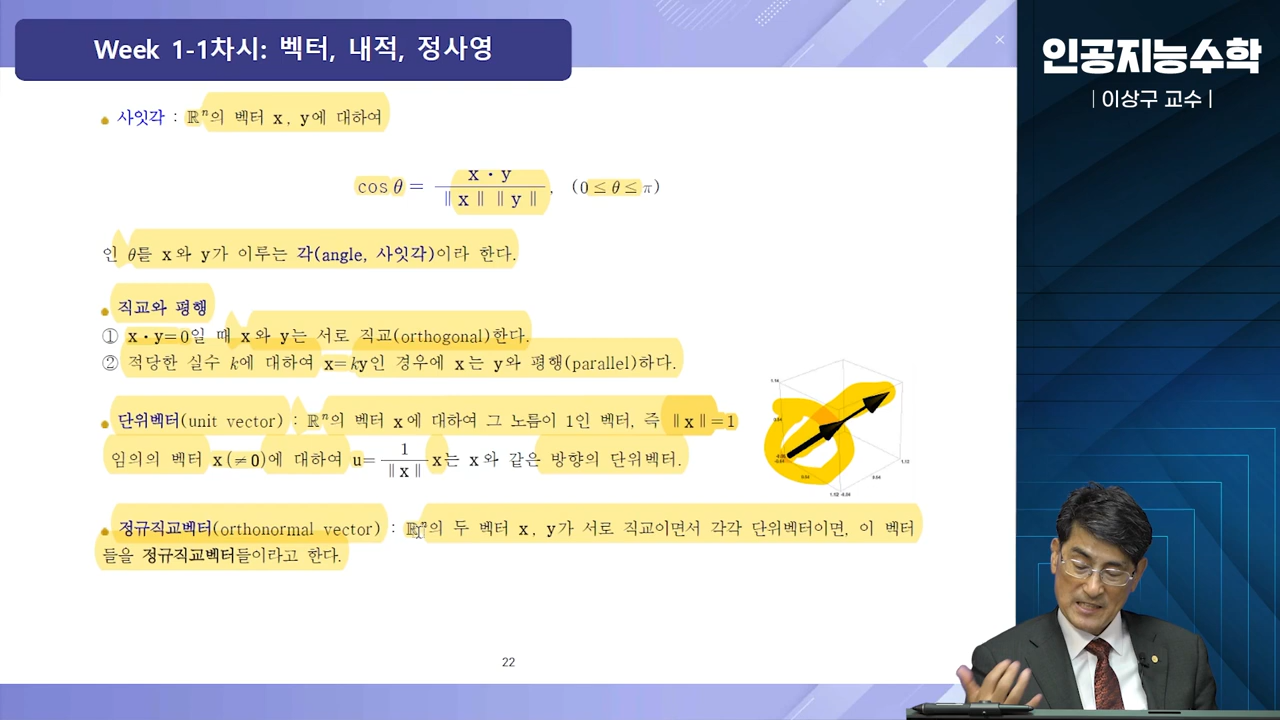 Week 1-1차시: 벡터, 내적, 정사영
인공지능수학
| 이상구 교수 |
사잇각 : ℝⁿ의 벡터 x, y에 대하여
cos θ = x · y / ‖x‖ ‖y‖, (0 ≤ θ ≤ π)
인 θ를 x와 y가 이루는 각(angle, 사잇각)이라 한다.
직교와 평행
① x · y=0일 때 x와 y는 서로 직교(orthogonal)한다.
② 적당한 실수 k에 대하여 x=ky인 경우에 x는 y와 평행(parallel)하다.
단위벡터(unit vector) : ℝⁿ의 벡터 x에 대하여 그 노름이 1인 벡터, 즉 ‖x‖=1
임의의 벡터 x(≠0)에 대하여 u= 1/‖x‖ x는 x와 같은 방향의 단위벡터.
정규직교벡터(orthonormal vector) : ℝⁿ의 두 벡터 x, y가 서로 직교이면서 각각 단위벡터이면, 이 벡터
들을 정규직교벡터들이라고 한다.
22